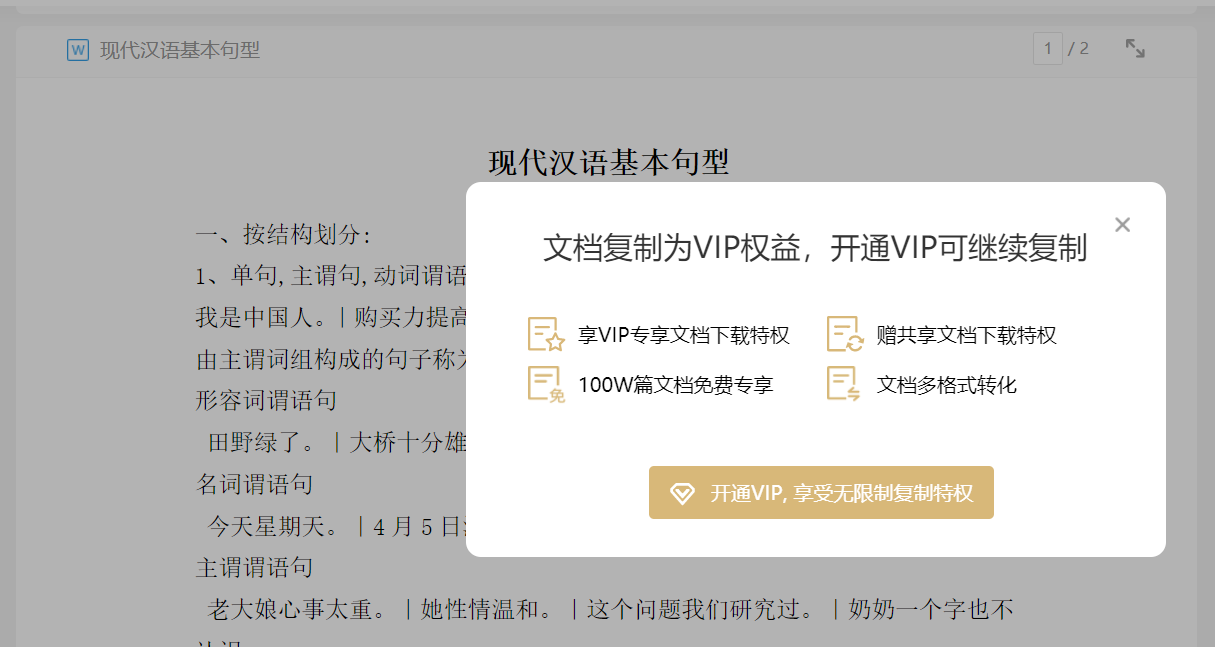 W 现代汉语基本句型 1 / 2
现代汉语基本句型
一、按结构划分:
1、单句,主谓句,动词谓语
我是中国人。|购买力提高
由主谓词组构成的句子称为
形容词谓语句
田野绿了。|大桥十分雄
名词谓语句
今天星期天。|4 月 5 日
主谓谓语句
老大娘心事太重。|她性情温和。|这个问题我们研究过。|奶奶一个字也不
文档复制为VIP权益，开通VIP可继续复制
享VIP专享文档下载特权 赠共享文档下载特权
免 100W篇文档免费专享 文档多格式转化
开通VIP, 享受无限制复制特权